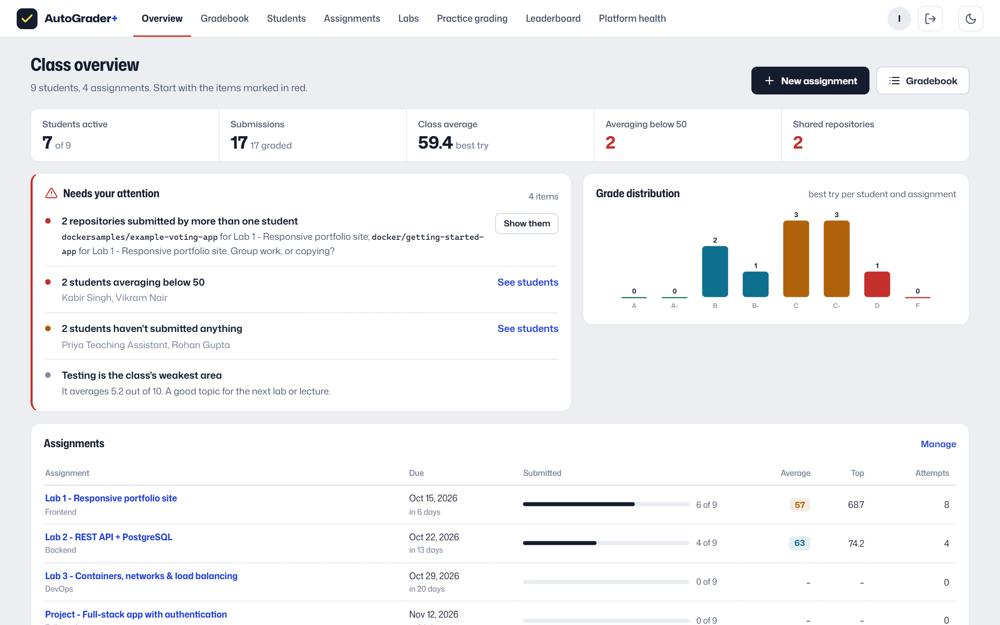 AutoGrader+
Overview
Gradebook
Students
Assignments
Labs
Practice grading
Leaderboard
Platform health
I
Class overview
9 students, 4 assignments. Start with the items marked in red.
New assignment
Gradebook
Students active
7 of 9
Submissions
17 17 graded
Class average
59.4 best try
Averaging below 50
2
Shared repositories
2
Needs your attention
4 items
2 repositories submitted by more than one student
Show them
dockersamples/example-voting-app for Lab 1 - Responsive portfolio site; docker/getting-started-
app for Lab 1 - Responsive portfolio site. Group work, or copying?
2 students averaging below 50
See students
Kabir Singh, Vikram Nair
2 students haven't submitted anything
See students
Priya Teaching Assistant, Rohan Gupta
Testing is the class's weakest area
It averages 5.2 out of 10. A good topic for the next lab or lecture.
Grade distribution
best try per student and assignment
0 0 2 1 3 3 1 0
A A- B B- C C- D F
Assignments
Manage
Assignment Due Submitted Average Top Attempts
Lab 1 - Responsive portfolio site
Frontend
Oct 15, 2026
in 6 days
6 of 9
57
68.7
8
Lab 2 - REST API + PostgreSQL
Backend
Oct 22, 2026
in 13 days
4 of 9
63
74.2
4
Lab 3 - Containers, networks & load balancing
DevOps
Oct 29, 2026
in 20 days
0 of 9
–
–
0
Project - Full-stack app with authentication
Nov 12, 2026
0 of 9
–
–
0